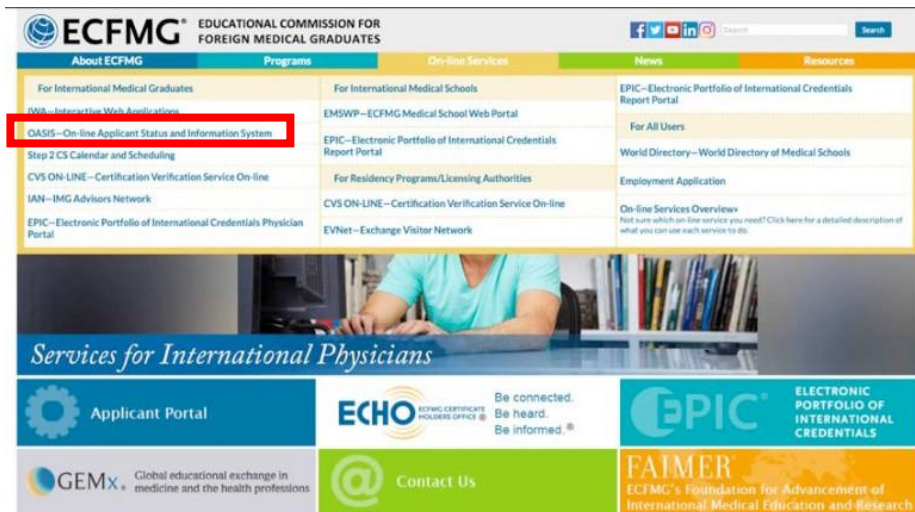 ECFMG®
EDUCATIONAL COMMISSION FOR
FOREIGN MEDICAL GRADUATES
Search
Search
About ECFMG
Programs
On-line Services
News
Resources
For International Medical Graduates
IWA—Interactive Web Applications
OASIS—On-line Applicant Status and Information System
Step 2 CS Calendar and Scheduling
CVS ON-LINE—Certification Verification Service On-line
IAN—IMG Advisors Network
EPIC—Electronic Portfolio of International Credentials Physician
Portal
For International Medical Schools
EMSWP—ECFMG Medical School Web Portal
EPIC—Electronic Portfolio of International Credentials
Report Portal
For Residency Programs/Licensing Authorities
CVS ON-LINE—Certification Verification Service On-line
EVNet—Exchange Visitor Network
EPIC—Electronic Portfolio of International Credentials
Report Portal
For All Users
World Directory—World Directory of Medical Schools
Employment Application
On-line Services Overview»
Not sure which on-line service you need? Click here for a detailed description of
what you can use each service to do.
Services for International Physicians
Applicant Portal
ECHO
ECFMG CERTIFICATE
HOLDERS OFFICE ®
Be connected.
Be heard.
Be informed.®
EPIC®
ELECTRONIC
PORTFOLIO OF
INTERNATIONAL
CREDENTIALS
GEMx®
Global educational exchange in
medicine and the health professions
@
Contact Us
FAIMER
ECFMG's Foundation for Advancement of
International Medical Education and Research